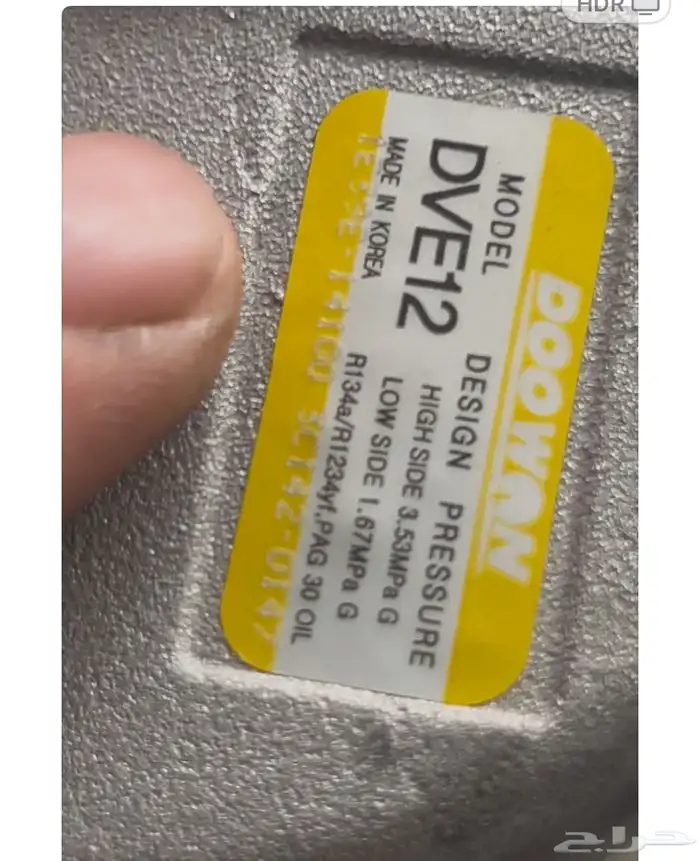 HDR
DOOWON
MODEL
DVE12
MADE IN KOREA
DESIGN PRESSURE
HIGH SIDE 3.53MPa G
LOW SIDE 1.67MPa G
R134a/R1234yf,PAG 30 OIL
حراج